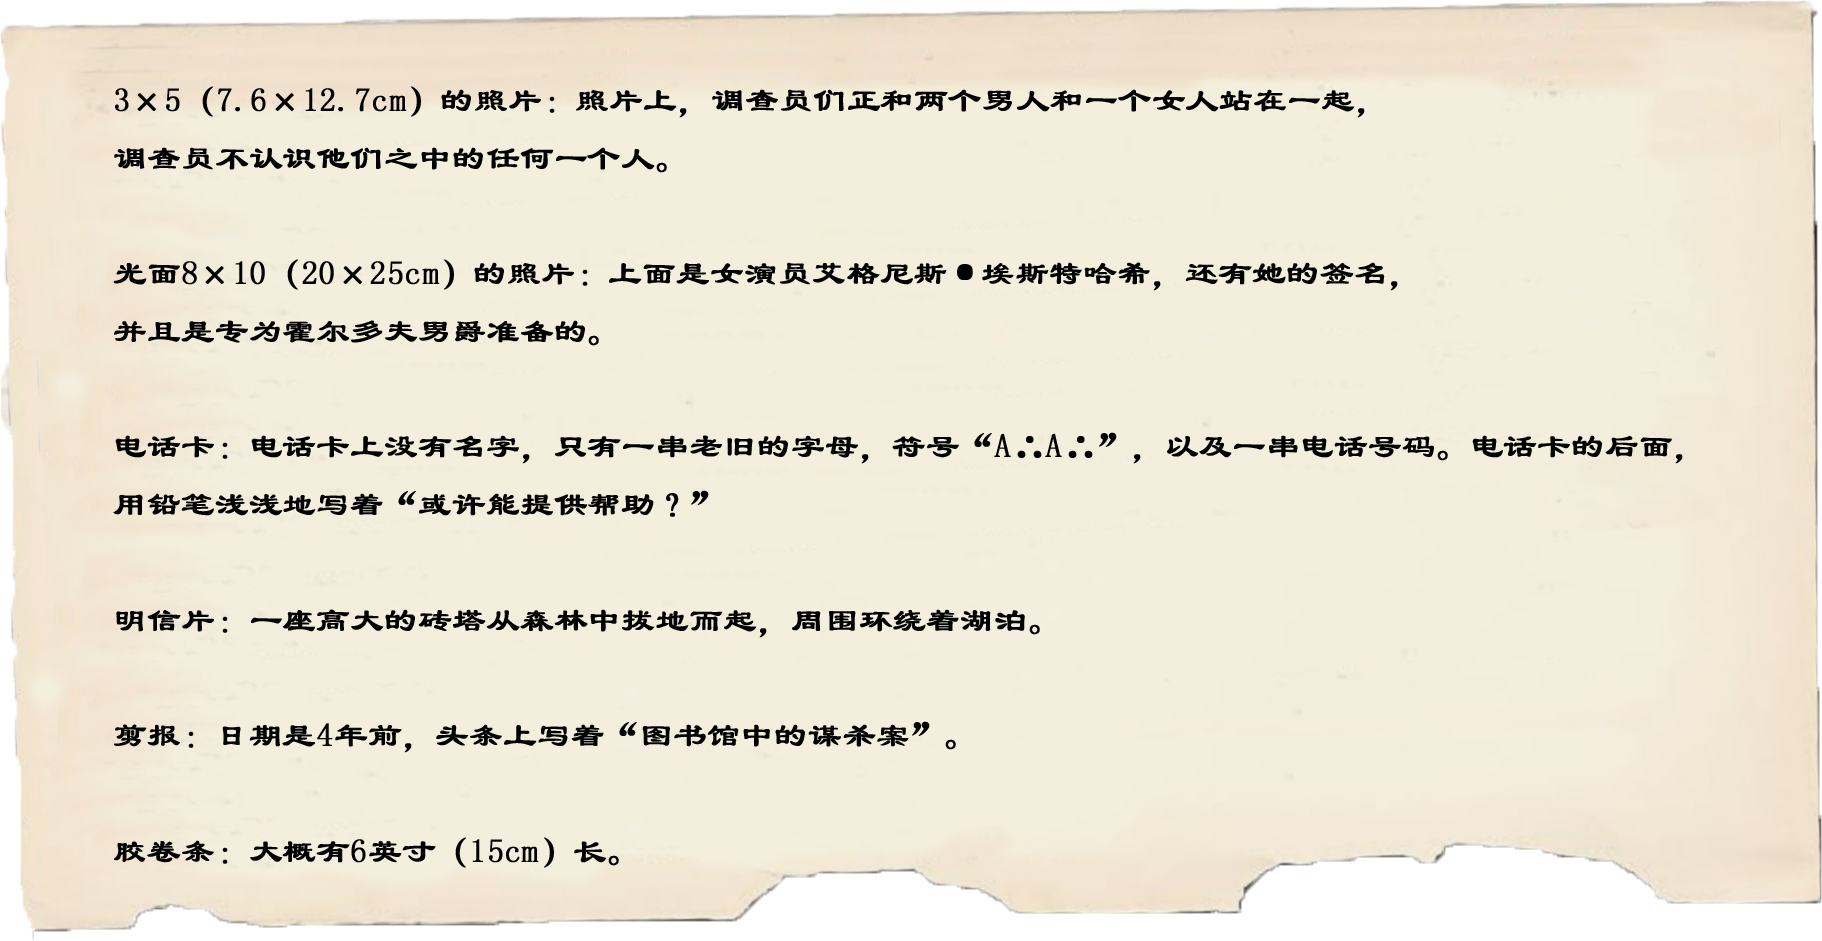 3×5（7.6×12.7cm）的照片：照片上，调查员们正和两个男人和一个女人站在一起，
调查员不认识他们之中的任何一个人。
光面8×10（20×25cm）的照片：上面是女演员艾格尼斯●埃斯特哈希，还有她的签名，
并且是专为霍尔多夫男爵准备的。
电话卡：电话卡上没有名字，只有一串老旧的字母，符号“A∴A∴”，以及一串电话号码。电话卡的后面，
用铅笔浅浅地写着“或许能提供帮助？”
明信片：一座高大的砖塔从森林中拔地而起，周围环绕着湖泊。
剪报：日期是4年前，头条上写着“图书馆中的谋杀案”。
胶卷条：大概有6英寸（15cm）长。